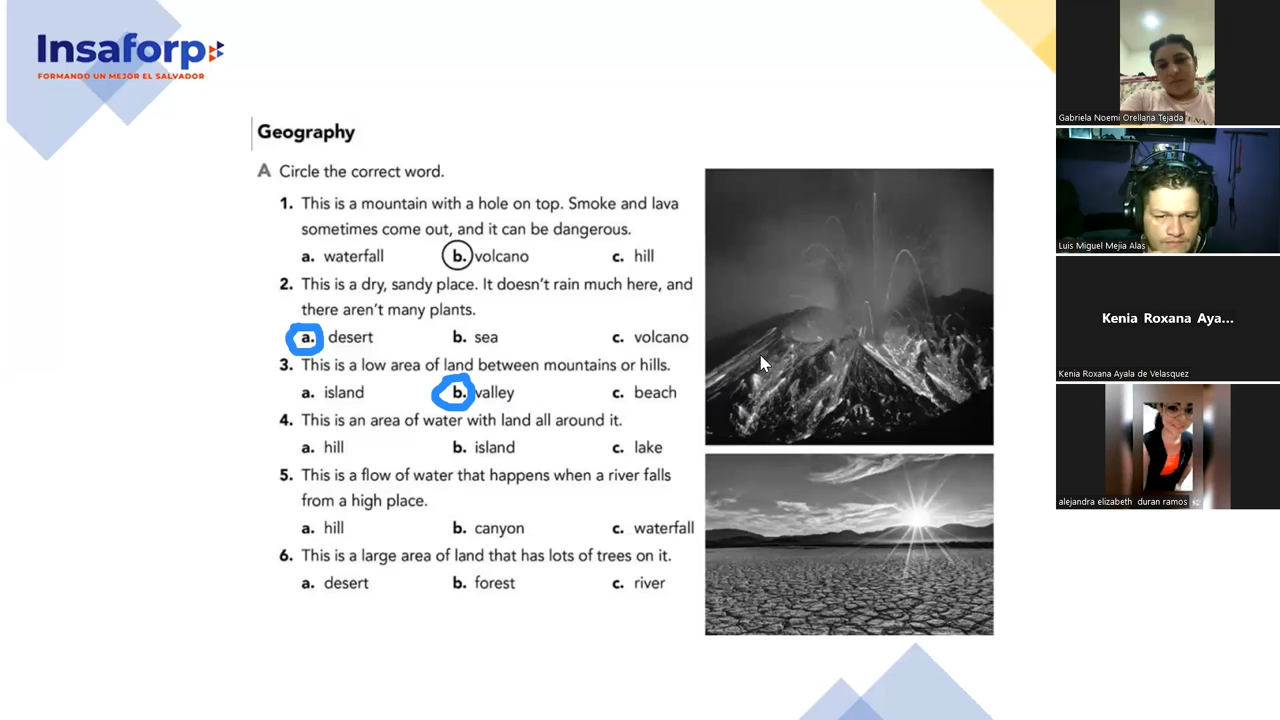 Insaforp
FORMANDO UN MEJOR EL SALVADOR
Geography
A Circle the correct word.
1. This is a mountain with a hole on top. Smoke and lava
sometimes come out, and it can be dangerous.
a. waterfall b. volcano c. hill
2. This is a dry, sandy place. It doesn't rain much here, and
there aren't many plants.
a. desert b. sea c. volcano
3. This is a low area of land between mountains or hills.
a. island b. valley c. beach
4. This is an area of water with land all around it.
a. hill b. island c. lake
5. This is a flow of water that happens when a river falls
from a high place.
a. hill b. canyon c. waterfall
6. This is a large area of land that has lots of trees on it.
a. desert b. forest c. river
Gabriela Noemi Orellana Tejada
Luis Miguel Mejia Alas
Kenia Roxana Aya...
Kenia Roxana Ayala de Velasquez
alejandra elizabeth duran ramos